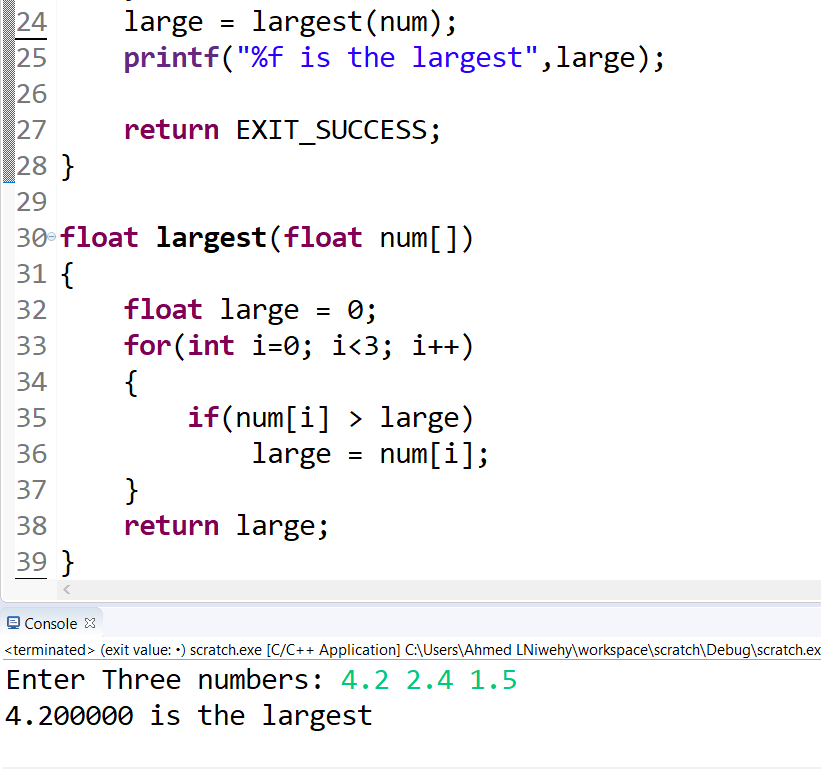 24 large = largest(num);
25 printf("%f is the largest",large);
26
27 return EXIT_SUCCESS;
28 }
29
30 float largest(float num[])
31 {
32 float large = 0;
33 for(int i=0; i<3; i++)
34 {
35 if(num[i] > large)
36 large = num[i];
37 }
38 return large;
39 }
Console
<terminated> (exit value: ٠) scratch.exe [C/C++ Application] C:\Users\Ahmed LNiwehy\workspace\scratch\Debug\scratch.ex
Enter Three numbers: 4.2 2.4 1.5
4.200000 is the largest